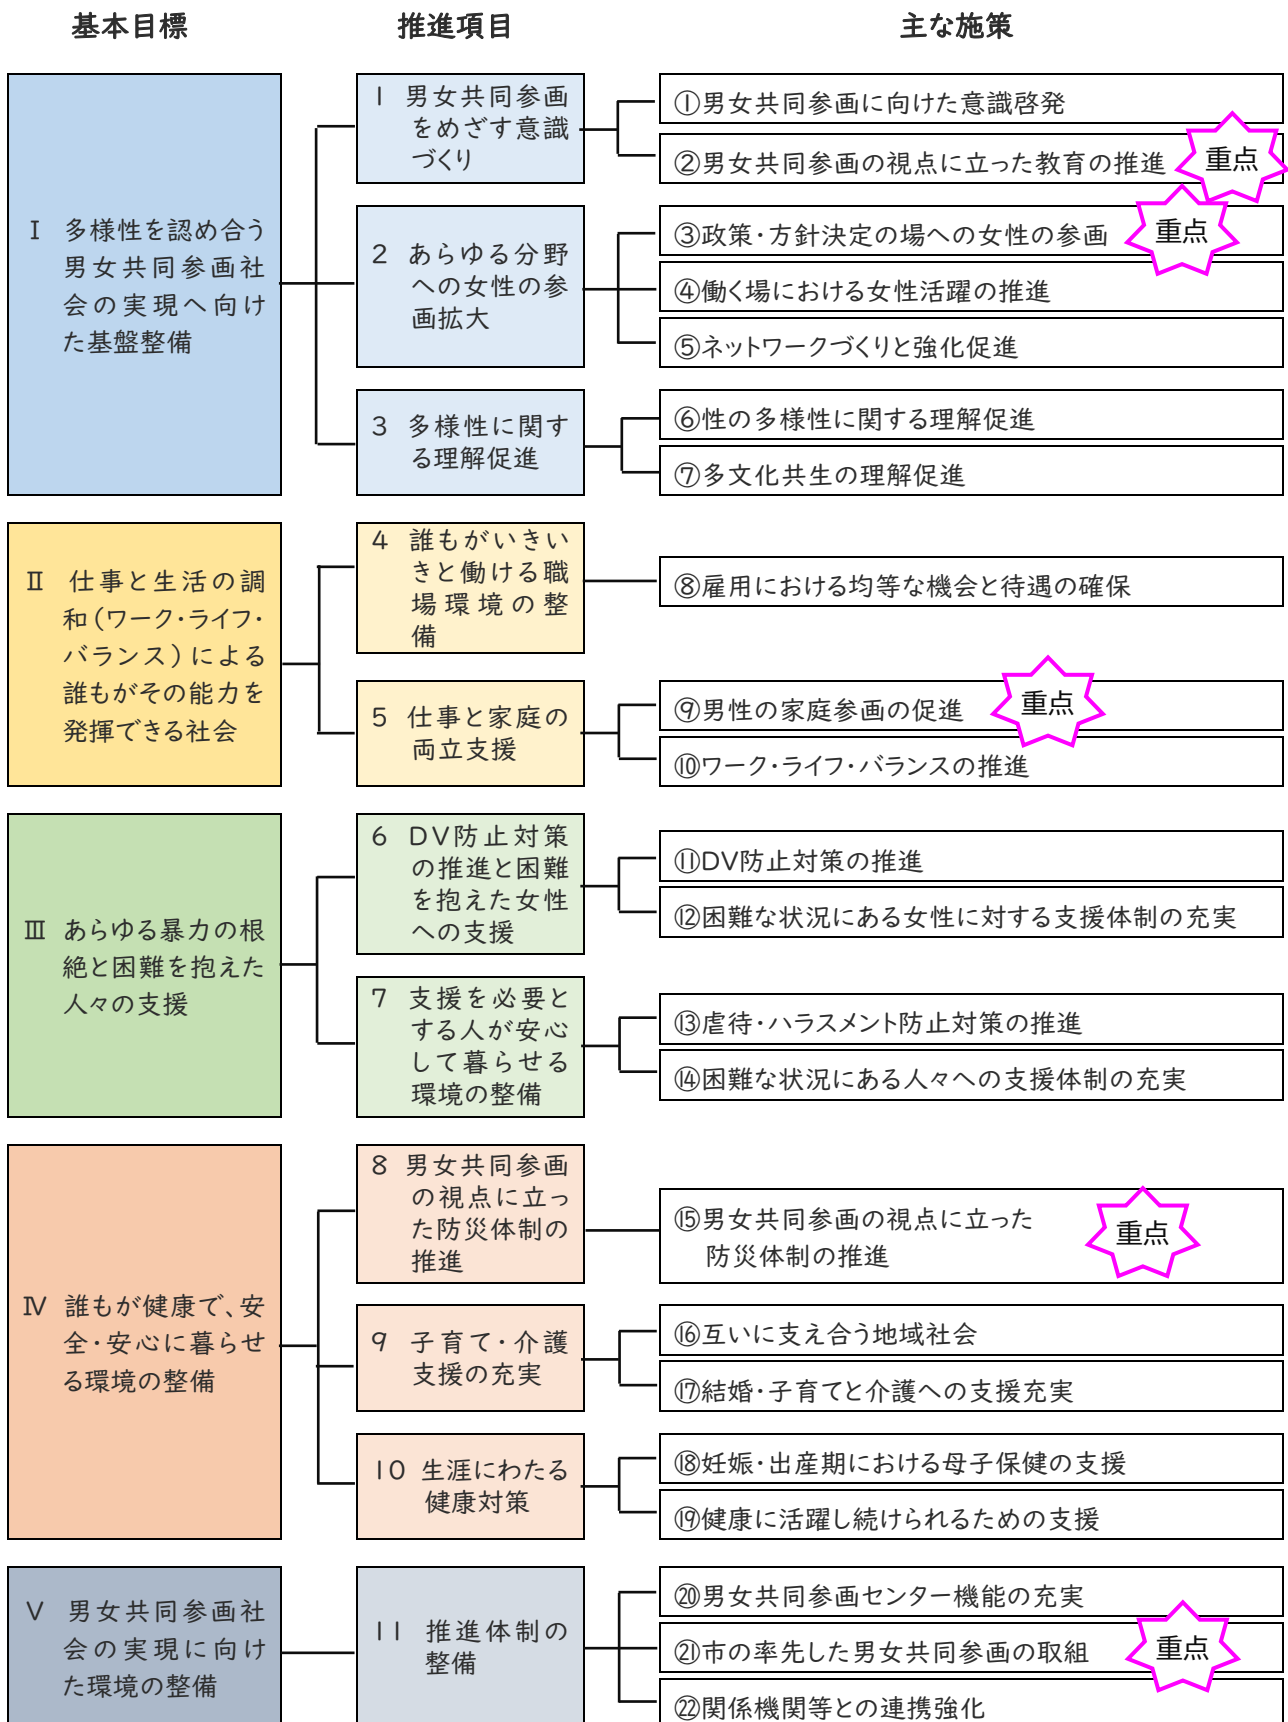 基本目標
推進項目
主な施策
Ⅰ 多様性を認め合う
男女共同参画社
会の実現へ向け
た基盤整備
1 男女共同参画
をめざす意識
づくり
①男女共同参画に向けた意識啓発
②男女共同参画の視点に立った教育の推進
重点
2 あらゆる分野
への女性の参
画拡大
③政策・方針決定の場への女性の参画
重点
④働く場における女性活躍の推進
⑤ネットワークづくりと強化促進
3 多様性に関す
る理解促進
⑥性の多様性に関する理解促進
⑦多文化共生の理解促進
Ⅱ 仕事と生活の調
和(ワーク・ライフ・
バランス)による
誰もがその能力を
発揮できる社会
4 誰もがいきい
きと働ける職
場環境の整
備
⑧雇用における均等な機会と待遇の確保
5 仕事と家庭の
両立支援
⑨男性の家庭参画の促進
重点
⑩ワーク・ライフ・バランスの推進
Ⅲ あらゆる暴力の根
絶と困難を抱えた
人々の支援
6 DV防止対策
の推進と困難
を抱えた女性
への支援
⑪DV防止対策の推進
⑫困難な状況にある女性に対する支援体制の充実
7 支援を必要と
する人が安心
して暮らせる
環境の整備
⑬虐待・ハラスメント防止対策の推進
⑭困難な状況にある人々への支援体制の充実
Ⅳ 誰もが健康で、安
全・安心に暮らせ
る環境の整備
8 男女共同参画
の視点に立っ
た防災体制の
推進
⑮男女共同参画の視点に立った
防災体制の推進
重点
9 子育て・介護
支援の充実
⑯互いに支え合う地域社会
⑰結婚・子育てと介護への支援充実
10 生涯にわたる
健康対策
⑱妊娠・出産期における母子保健の支援
⑲健康に活躍し続けられるための支援
Ⅴ 男女共同参画社
会の実現に向け
た環境の整備
11 推進体制の
整備
⑳男女共同参画センター機能の充実
㉑市の率先した男女共同参画の取組
重点
㉒関係機関等との連携強化